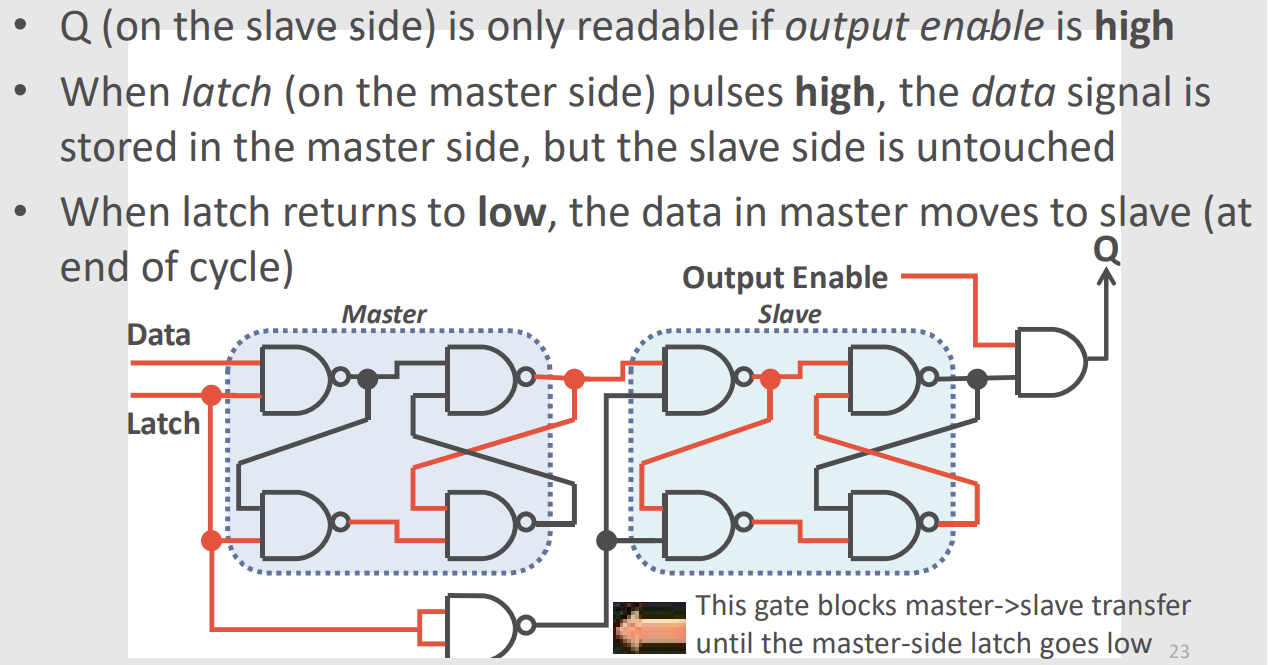 • Q (on the slave side) is only readable if output enable is high
• When latch (on the master side) pulses high, the data signal is
stored in the master side, but the slave side is untouched
• When latch returns to low, the data in master moves to slave (at
end of cycle)
Q
Output Enable
Master
Slave
Data
Latch
This gate blocks master->slave transfer
until the master-side latch goes low
23